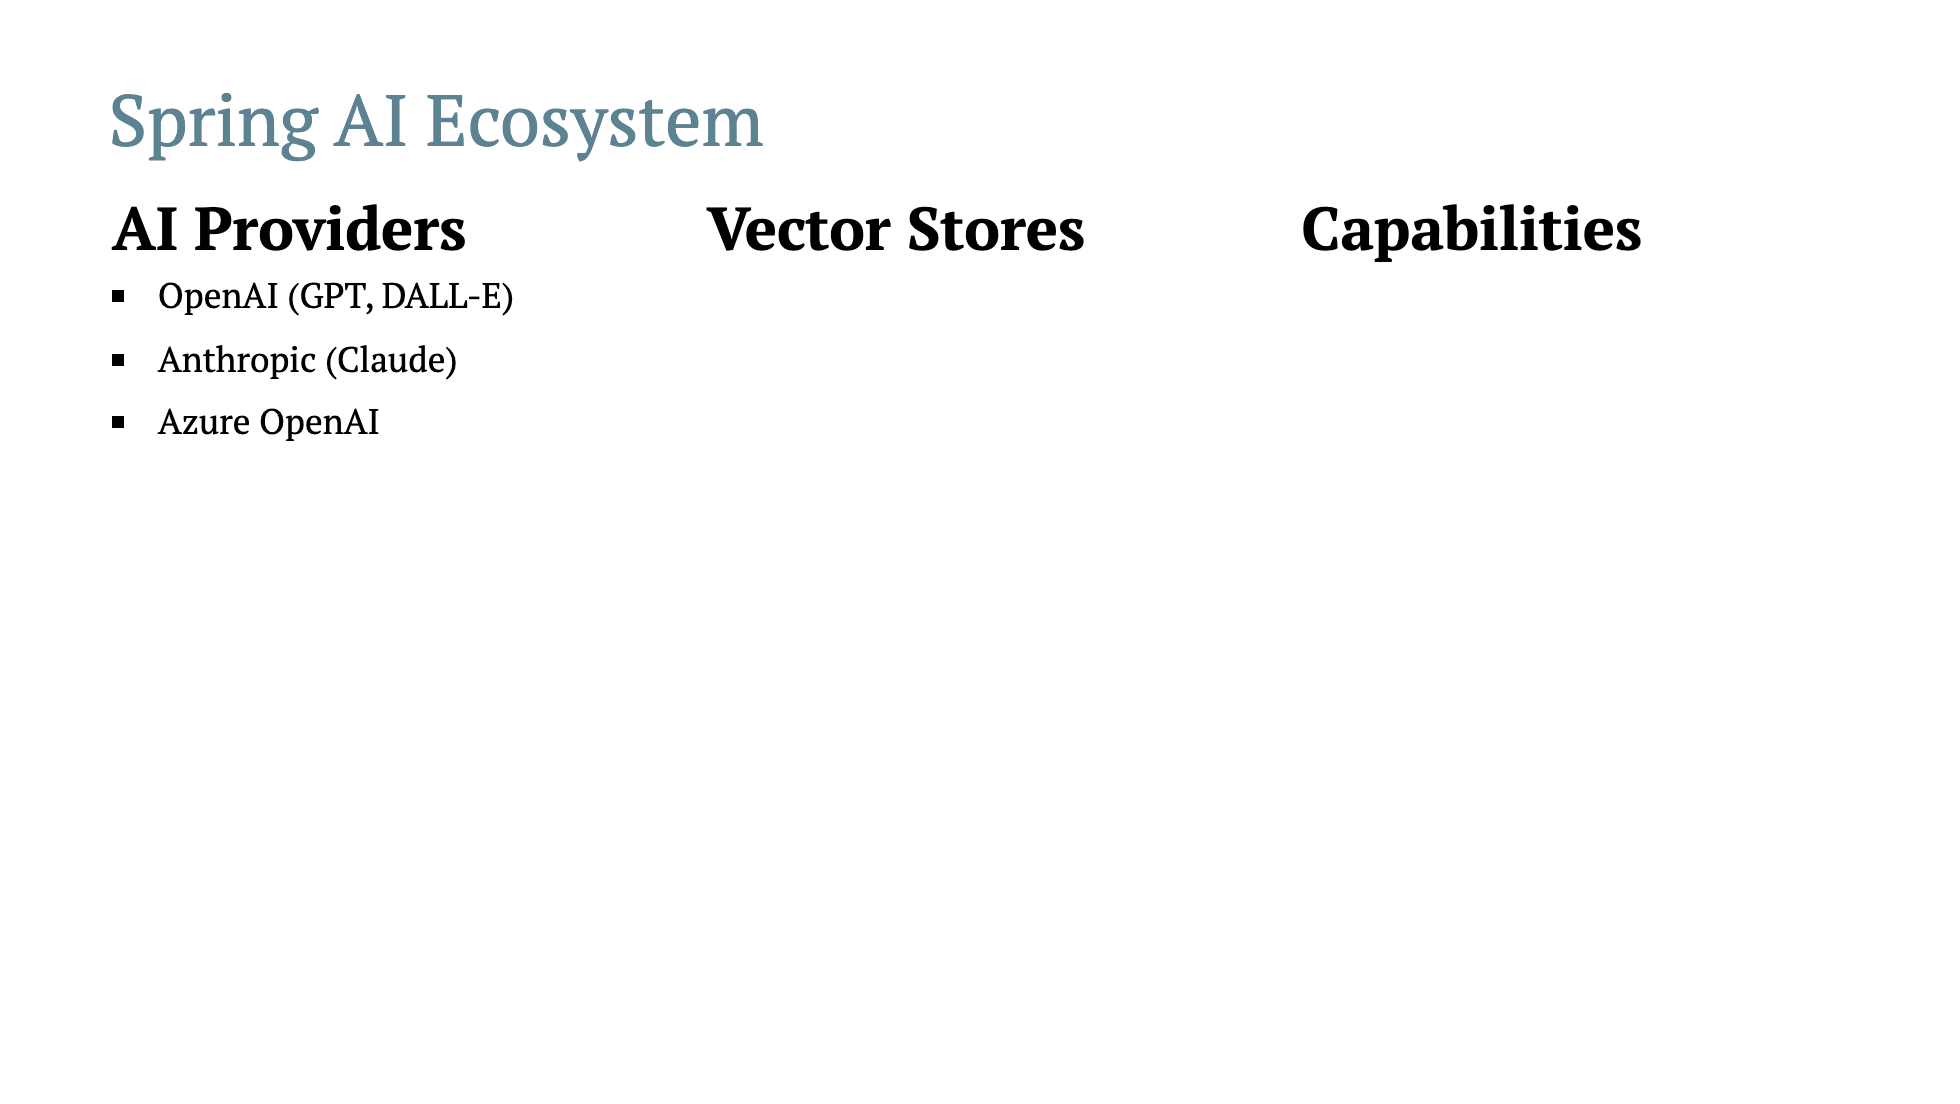 Spring AI Ecosystem
AI Providers
OpenAI (GPT, DALL-E)
Anthropic (Claude)
Azure OpenAI
Vector Stores
Capabilities